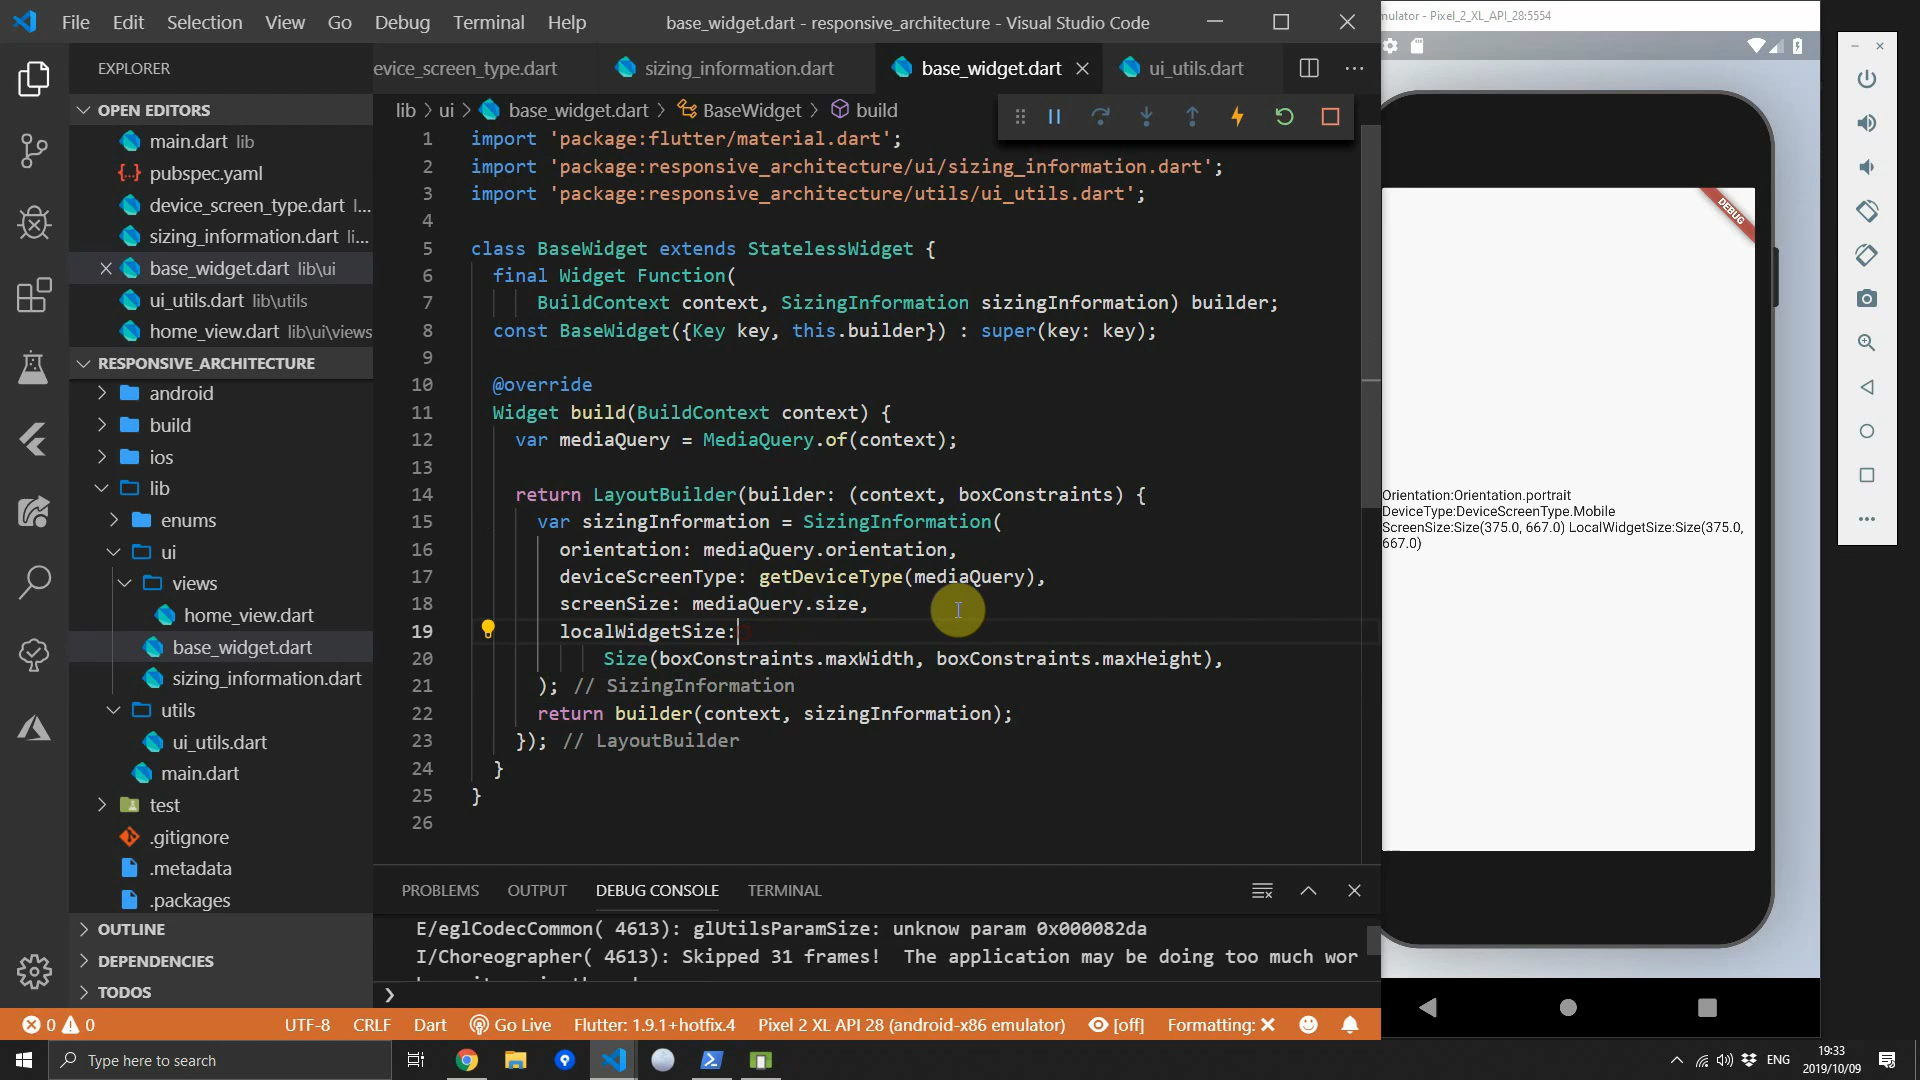 File Edit Selection View Go Debug Terminal Help
base_widget.dart - responsive_architecture - Visual Studio Code
EXPLORER
OPEN EDITORS
main.dart lib
pubspec.yaml
device_screen_type.dart l...
sizing_information.dart li...
base_widget.dart lib\ui
ui_utils.dart lib\utils
home_view.dart lib\ui\views
RESPONSIVE_ARCHITECTURE
android
build
ios
lib
enums
ui
views
home_view.dart
base_widget.dart
sizing_information.dart
utils
ui_utils.dart
main.dart
test
.gitignore
.metadata
.packages
OUTLINE
DEPENDENCIES
TODOS
evice_screen_type.dart sizing_information.dart base_widget.dart ui_utils.dart
lib > ui > base_widget.dart > BaseWidget > build
1 import 'package:flutter/material.dart';
2 import 'package:responsive_architecture/ui/sizing_information.dart';
3 import 'package:responsive_architecture/utils/ui_utils.dart';
4
5 class BaseWidget extends StatelessWidget {
6 final Widget Function(
7 BuildContext context, SizingInformation sizingInformation) builder;
8 const BaseWidget({Key key, this.builder}) : super(key: key);
9
10 @override
11 Widget build(BuildContext context) {
12 var mediaQuery = MediaQuery.of(context);
13
14 return LayoutBuilder(builder: (context, boxConstraints) {
15 var sizingInformation = SizingInformation(
16 orientation: mediaQuery.orientation,
17 deviceScreenType: getDeviceType(mediaQuery),
18 screenSize: mediaQuery.size,
19 localWidgetSize:
20 Size(boxConstraints.maxWidth, boxConstraints.maxHeight),
21 ); // SizingInformation
22 return builder(context, sizingInformation);
23 }); // LayoutBuilder
24 }
25 }
26
PROBLEMS OUTPUT DEBUG CONSOLE TERMINAL
E/eglCodecCommon( 4613): glUtilsParamSize: unknow param 0x000082da
I/Choreographer( 4613): Skipped 31 frames!  The application may be doing too much wor
0 0 UTF-8 CRLF Dart Go Live Flutter: 1.9.1+hotfix.4 Pixel 2 XL API 28 (android-x86 emulator) [off] Formatting:
mulator - Pixel_2_XL_API_28:5554
DEBUG
Orientation:Orientation.portrait
DeviceType:DeviceScreenType.Mobile
ScreenSize:Size(375.0, 667.0) LocalWidgetSize:Size(375.0,
667.0)
Type here to search
ENG
19:33
2019/10/09